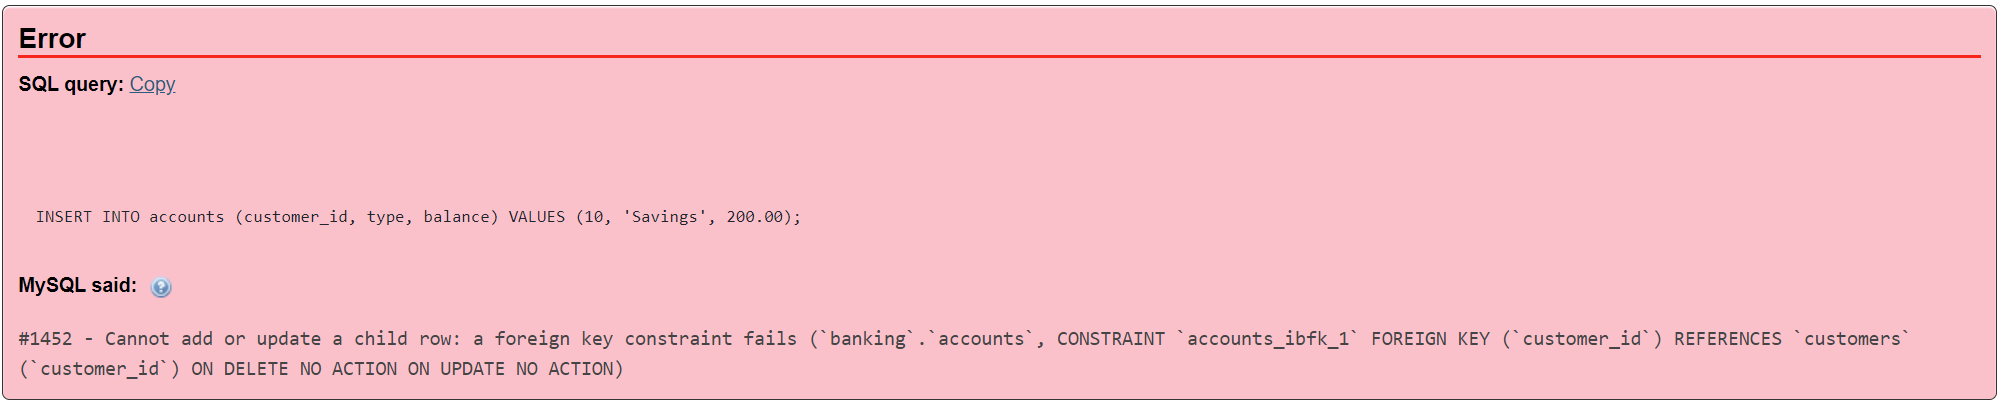 Error
SQL query: Copy
INSERT INTO accounts (customer_id, type, balance) VALUES (10, 'Savings', 200.00);
MySQL said:
#1452 - Cannot add or update a child row: a foreign key constraint fails (`banking`.`accounts`, CONSTRAINT `accounts_ibfk_1` FOREIGN KEY (`customer_id`) REFERENCES `customers`
(`customer_id`) ON DELETE NO ACTION ON UPDATE NO ACTION)